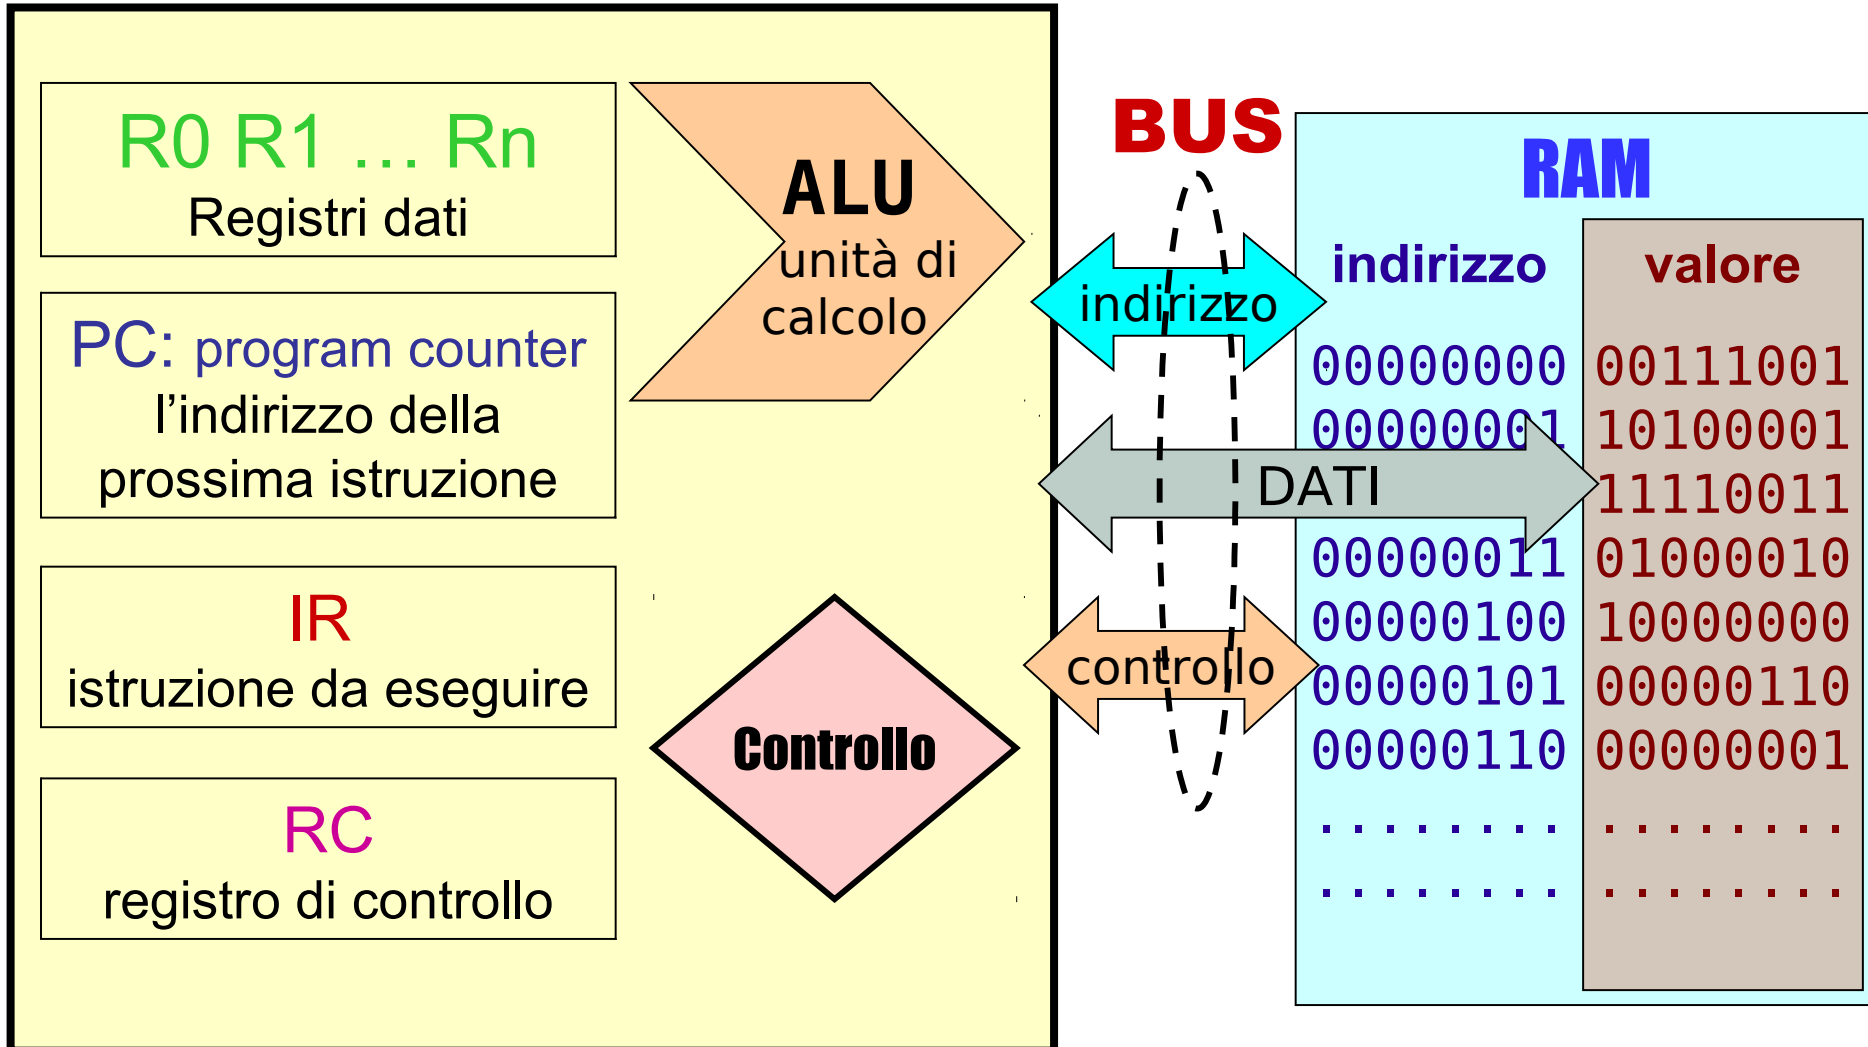 R0 R1 … Rn
Registri dati
PC: program counter
l’indirizzo della
prossima istruzione
IR
istruzione da eseguire
RC
registro di controllo
ALU
unità di
calcolo
Controllo
BUS
indirizzo
DATI
controllo
RAM
indirizzo valore
00000000 00111001
00000001 10100001
11110011
00000011 01000010
00000100 10000000
00000101 00000110
00000110 00000001
. . . . . . . . . . . . . . . .
. . . . . . . . . . . . . . . .